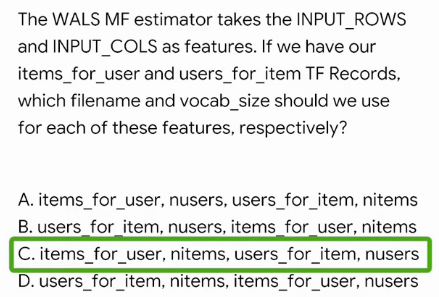 The WALS MF estimator takes the INPUT_ROWS
and INPUT_COLS as features. If we have our
items_for_user and users_for_item TF Records,
which filename and vocab_size should we use
for each of these features, respectively?
A. items_for_user, nusers, users_for_item, nitems
B. users_for_item, nusers, items_for_user, nitems
C. items_for_user, nitems, users_for_item, nusers
D. users_for_item, nitems, items_for_user, nusers